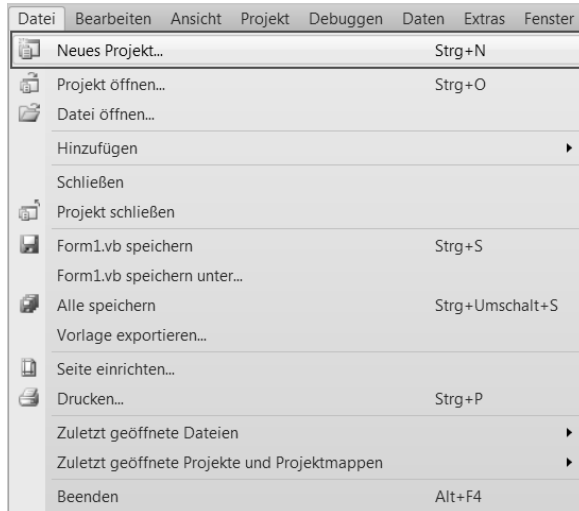 Datei Bearbeiten Ansicht Projekt Debuggen Daten Extras Fenster
Neues Projekt... Strg+N
Projekt öffnen... Strg+O
Datei öffnen...
Hinzufügen
Schließen
Projekt schließen
Form1.vb speichern Strg+S
Form1.vb speichern unter...
Alle speichern Strg+Umschalt+S
Vorlage exportieren...
Seite einrichten...
Drucken... Strg+P
Zuletzt geöffnete Dateien
Zuletzt geöffnete Projekte und Projektmappen
Beenden Alt+F4